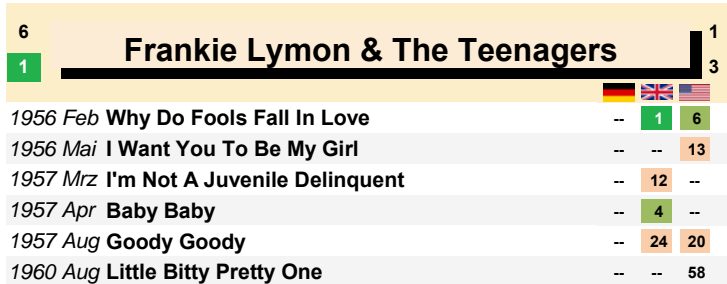 6 Frankie Lymon & The Teenagers 1
1 3
1956 Feb Why Do Fools Fall In Love -- 1 6
1956 Mai I Want You To Be My Girl -- -- 13
1957 Mrz I'm Not A Juvenile Delinquent -- 12 --
1957 Apr Baby Baby -- 4 --
1957 Aug Goody Goody -- 24 20
1960 Aug Little Bitty Pretty One -- -- 58